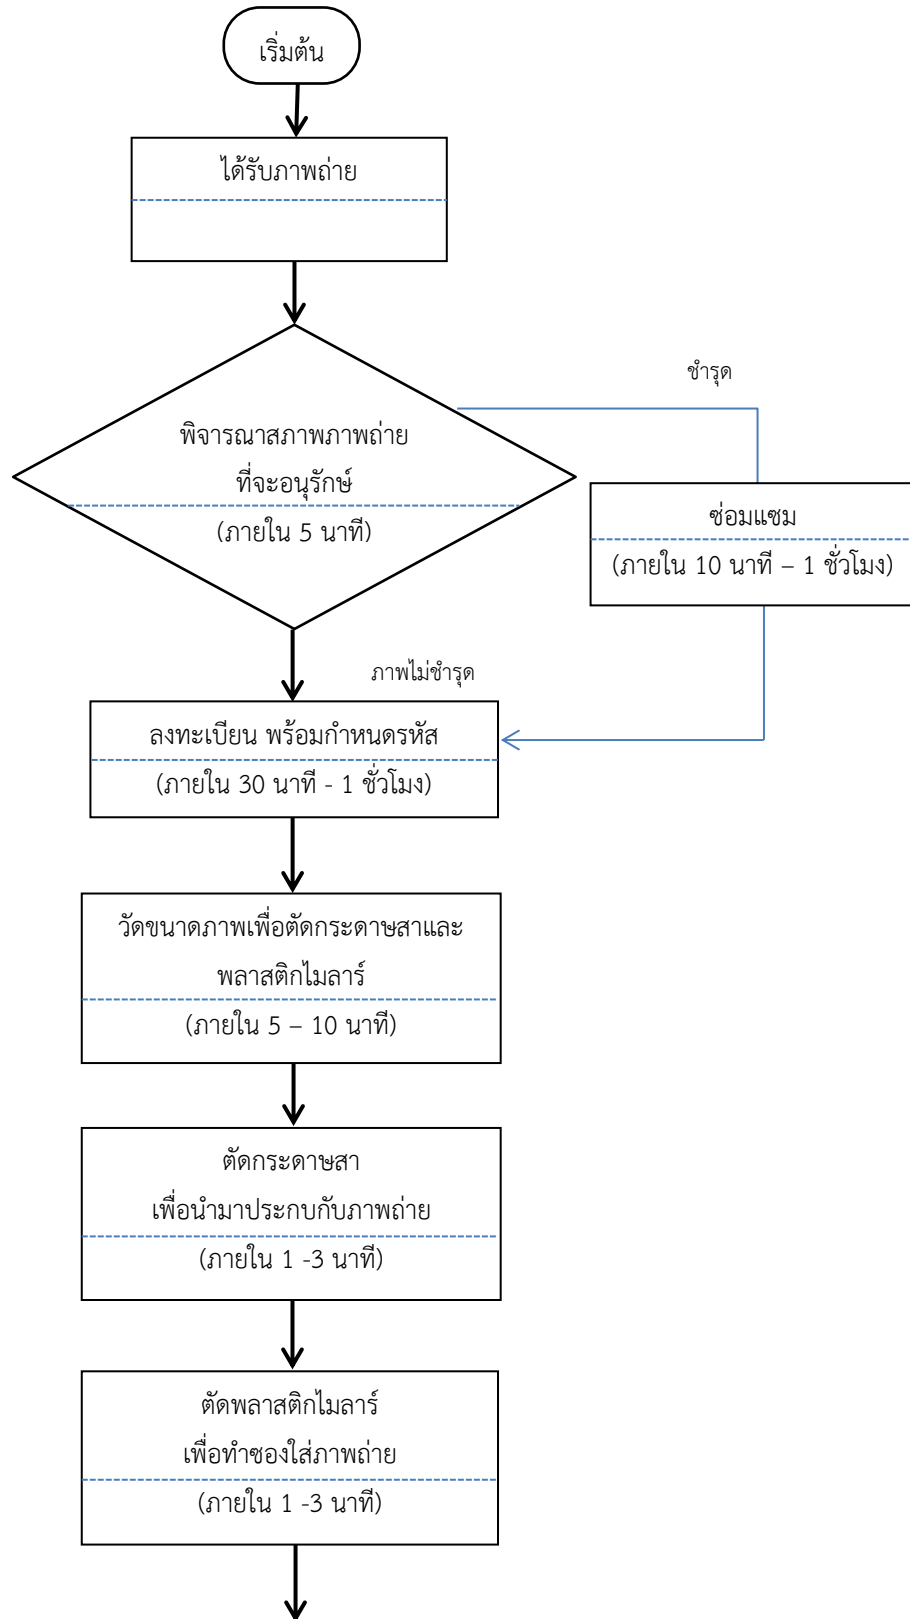 เริ่มต้น
ได้รับภาพถ่าย
ชำรุด
พิจารณาสภาพภาพถ่าย
ที่จะอนุรักษ์
(ภายใน 5 นาที)
ซ่อมแซม
(ภายใน 10 นาที – 1 ชั่วโมง)
ภาพไม่ชำรุด
ลงทะเบียน พร้อมกำหนดรหัส
(ภายใน 30 นาที - 1 ชั่วโมง)
วัดขนาดภาพเพื่อตัดกระดาษสาและ
พลาสติกไมลาร์
(ภายใน 5 – 10 นาที)
ตัดกระดาษสา
เพื่อนำมาประกบกับภาพถ่าย
(ภายใน 1 -3 นาที)
ตัดพลาสติกไมลาร์
เพื่อทำซองใส่ภาพถ่าย
(ภายใน 1 -3 นาที)